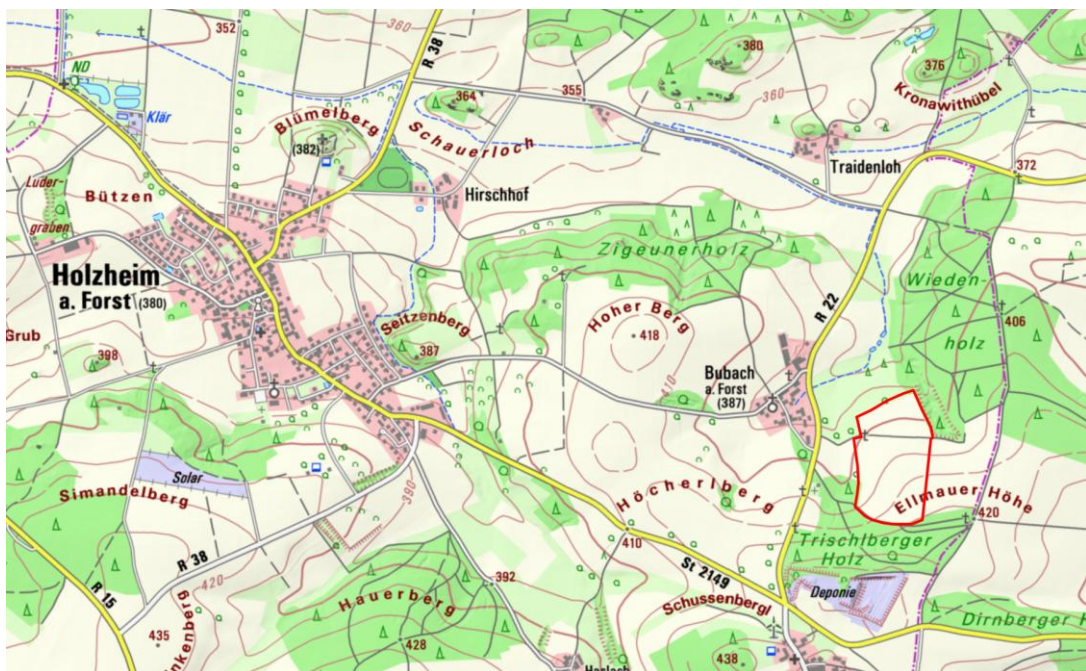 352
360
R 38
380
376
ND
364
355
Kronawithübel
360
Klär
Blümelberg
(382)
Schauerloch
Traidenloh
372
Luder-
graben
Bützen
Hirschhof
Zigeunerholz
Holzheim
a. Forst (380)
Wieden-
holz
R 22
406
Grub
398
Seitzenberg
387
Hoher Berg
418
410
Bubach
a. Forst
(387)
Solar
Simandelberg
390
Höcherlberg
Ellmauer Höhe
420
R 38
410
Trischlberger
Holz
R 15
420
392
St 2149
Deponie
Hauerberg
Schussenbergl
Dirnberger H
435
nkenberg
428
438